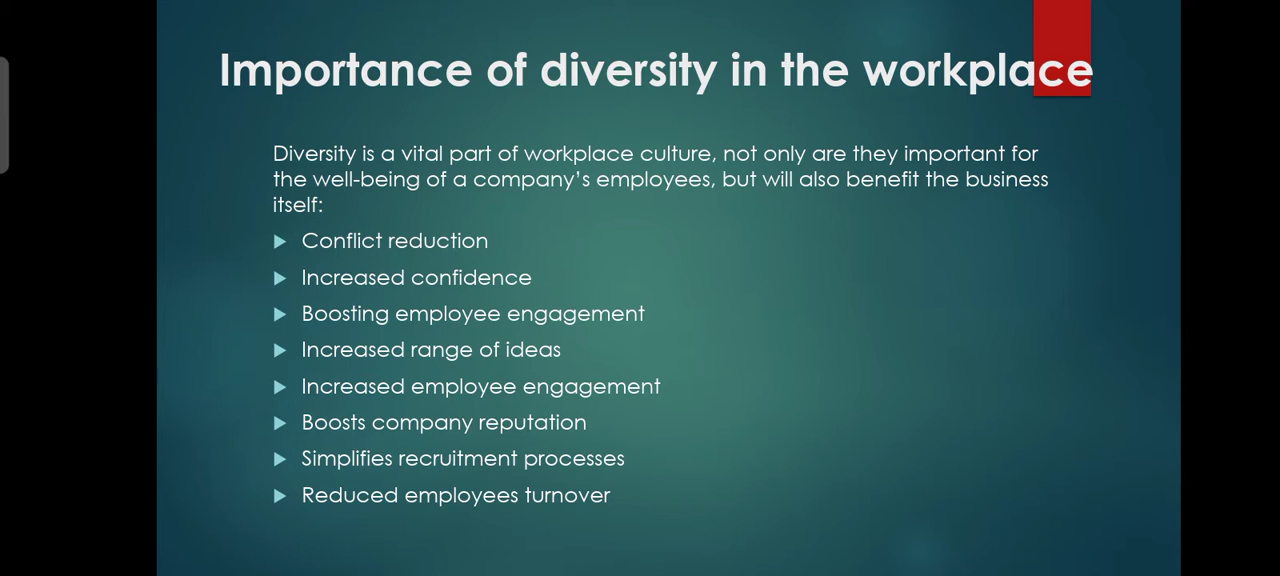 Importance of diversity in the workplace
Diversity is a vital part of workplace culture, not only are they important for
the well-being of a company’s employees, but will also benefit the business
itself:
Conflict reduction
Increased confidence
Boosting employee engagement
Increased range of ideas
Increased employee engagement
Boosts company reputation
Simplifies recruitment processes
Reduced employees turnover